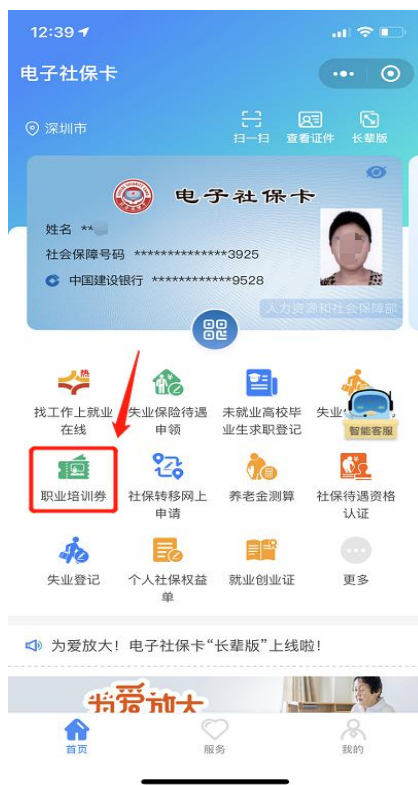 12:39
电子社保卡
深圳市
扫一扫 查看证件 长辈版
电子社保卡
姓名 **
社会保障号码 **************3925
中国建设银行 ************9528
人力资源和社会保障部
热
找工作上就业在线
失业保险待遇申领
未就业高校毕业生求职登记
失业
智能客服
职业培训券
社保转移网上申请
养老金测算
社保待遇资格认证
失业登记
个人社保权益单
就业创业证
更多
为爱放大！电子社保卡“长辈版”上线啦！
为爱放大
首页 服务 我的